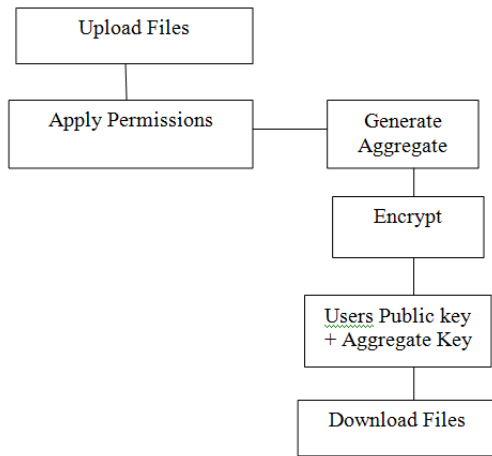 Upload Files
Apply Permissions
Generate
Aggregate
Encrypt
Users Public key
+ Aggregate Key
Download Files